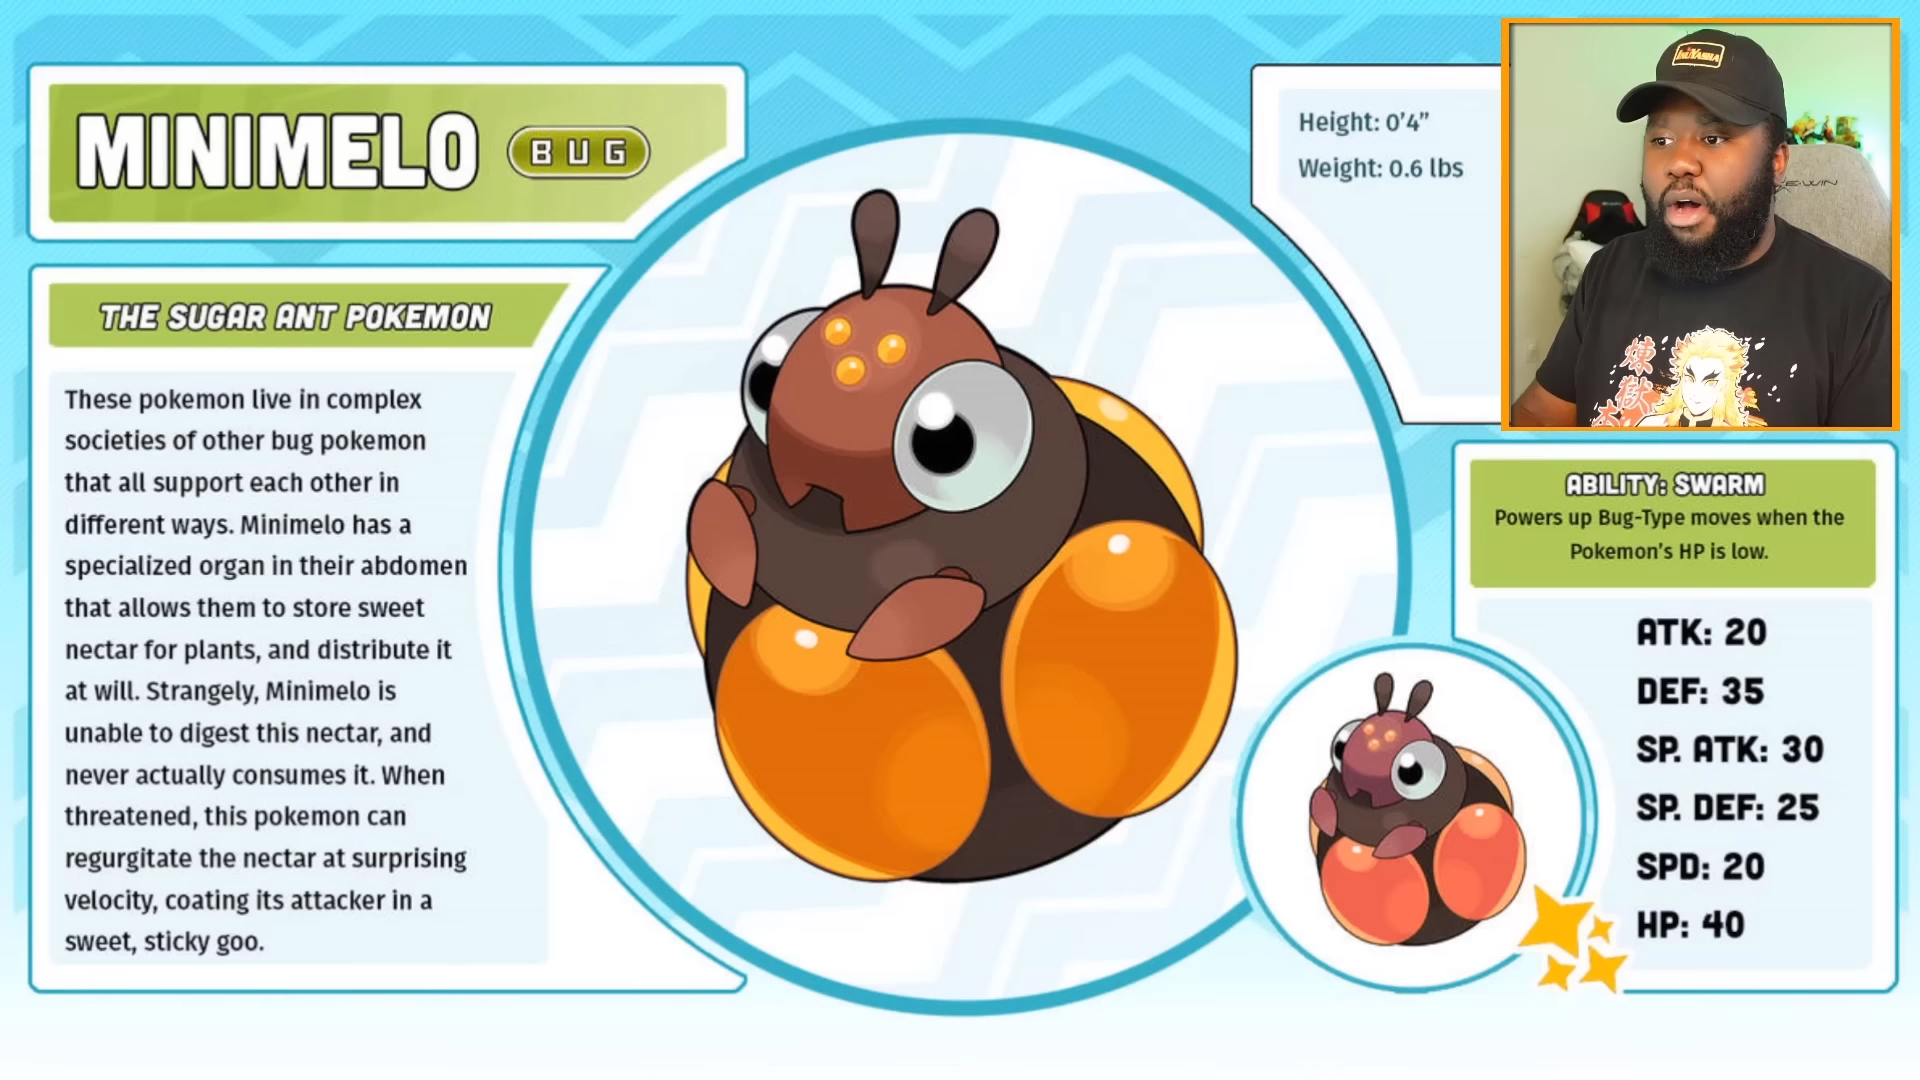 MINIMELO
BUG
THE SUGAR ANT POKEMON
These pokemon live in complex
societies of other bug pokemon
that all support each other in
different ways. Minimelo has a
specialized organ in their abdomen
that allows them to store sweet
nectar for plants, and distribute it
at will. Strangely, Minimelo is
unable to digest this nectar, and
never actually consumes it. When
threatened, this pokemon can
regurgitate the nectar at surprising
velocity, coating its attacker in a
sweet, sticky goo.
Height: 0’4”
Weight: 0.6 lbs
INUYASHA
煉
獄
ABILITY: SWARM
Powers up Bug-Type moves when the
Pokemon’s HP is low.
ATK: 20
DEF: 35
SP. ATK: 30
SP. DEF: 25
SPD: 20
HP: 40